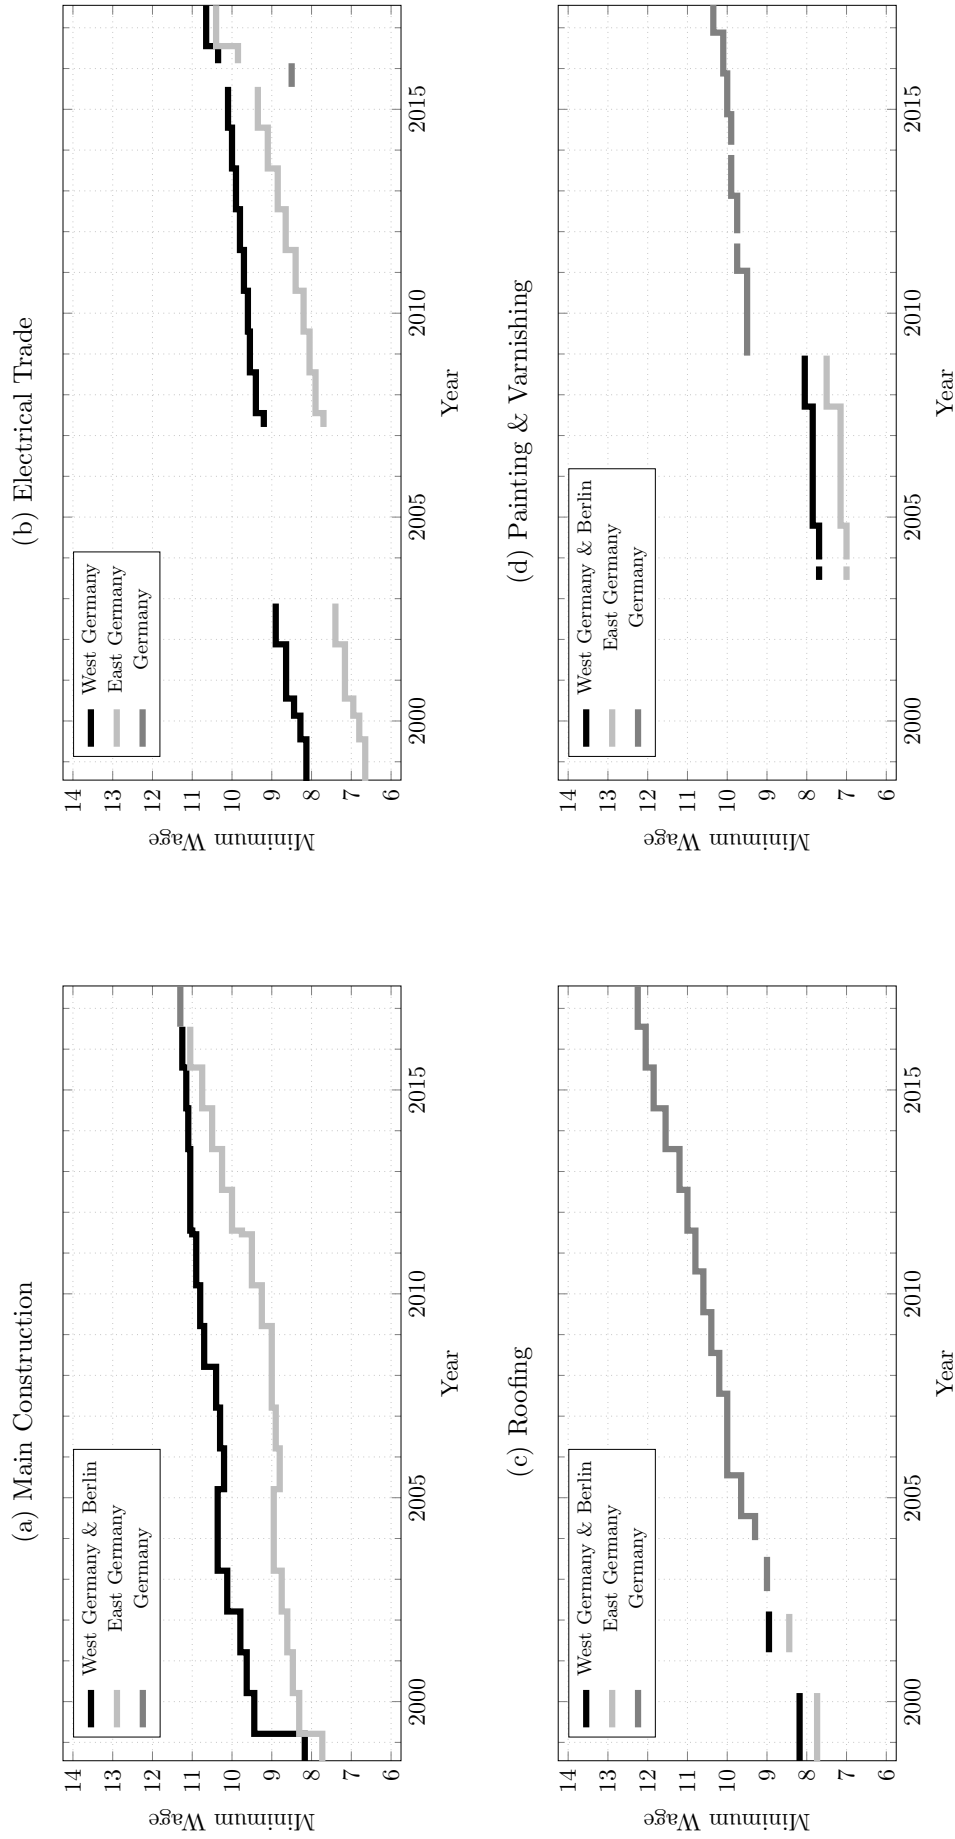 (a) Main Construction
West Germany & Berlin
East Germany
Germany
14
13
12
11
10
9
8
7
6
2000
2005
2010
2015
Minimum Wage
Year
(b) Electrical Trade
West Germany
East Germany
Germany
14
13
12
11
10
9
8
7
6
2000
2005
2010
2015
Minimum Wage
Year
(c) Roofing
West Germany & Berlin
East Germany
Germany
14
13
12
11
10
9
8
7
6
2000
2005
2010
2015
Minimum Wage
Year
(d) Painting & Varnishing
West Germany & Berlin
East Germany
Germany
14
13
12
11
10
9
8
7
6
2000
2005
2010
2015
Minimum Wage
Year